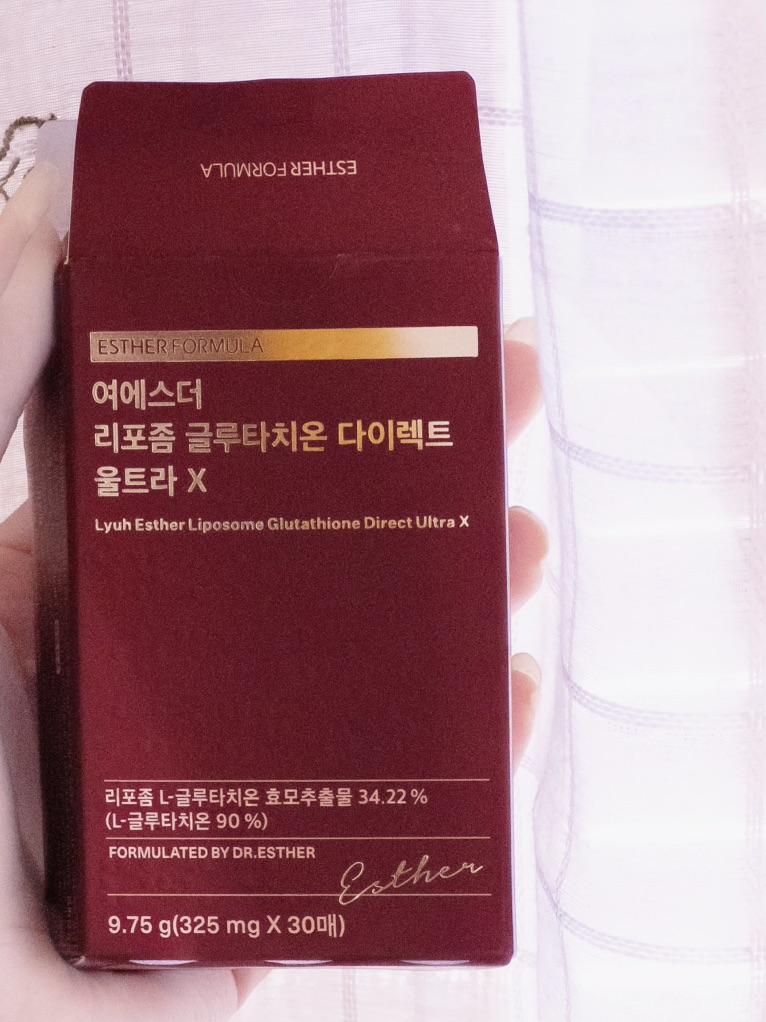 ESTHER FORMULA
ESTHER FORMULA
여에스더
리포좀 글루타치온 다이렉트
울트라 X
Lyuh Esther Liposome Glutathione Direct Ultra X
리포좀 L-글루타치온 효모추출물 34.22 %
(L-글루타치온 90 %)
FORMULATED BY DR.ESTHER
Esther
9.75 g(325 mg X 30매)